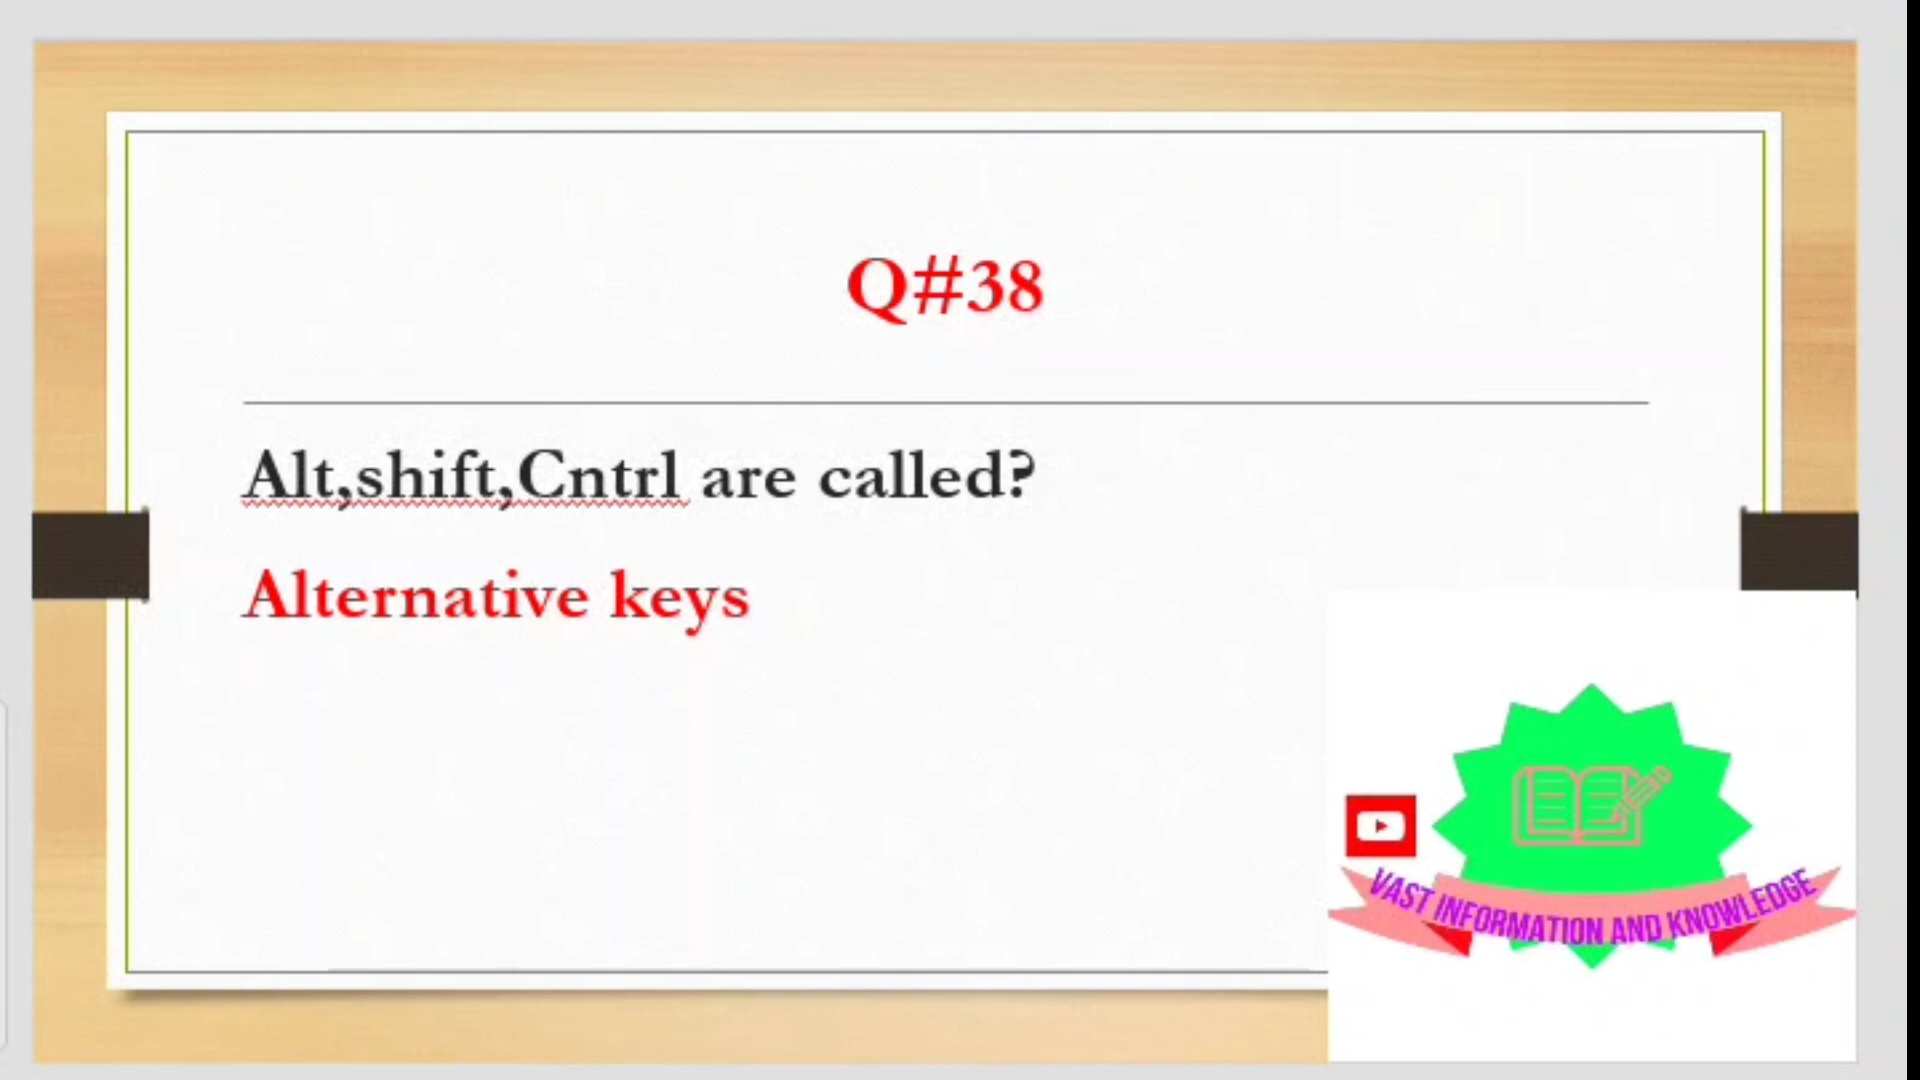 Q#38
Alt,shift,Cntrl are called?
Alternative keys
VAST INFORMATION AND KNOWLEDGE